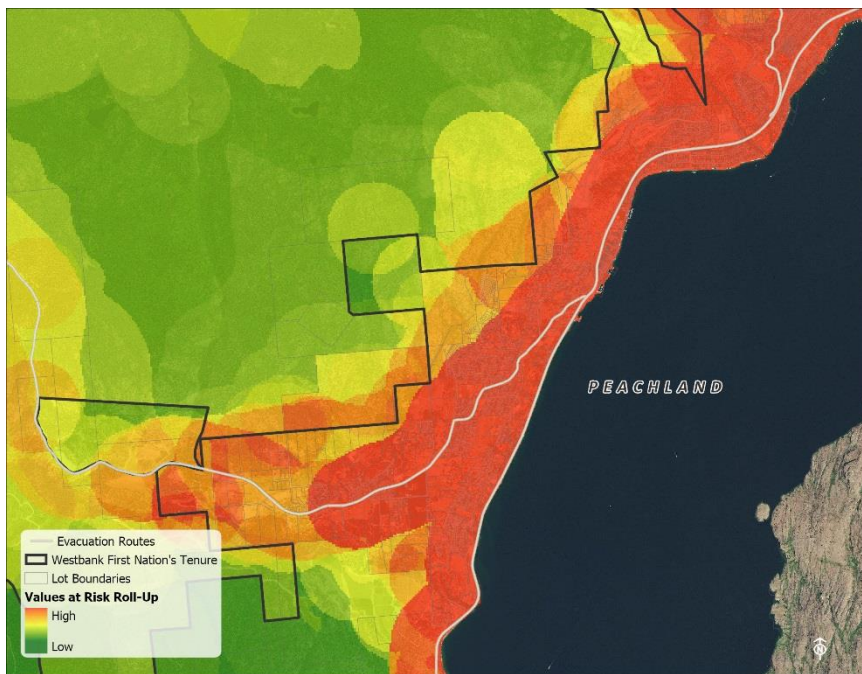 PEACHLAND
Evacuation Routes
Westbank First Nation's Tenure
Lot Boundaries
Values at Risk Roll-Up
High
Low
N